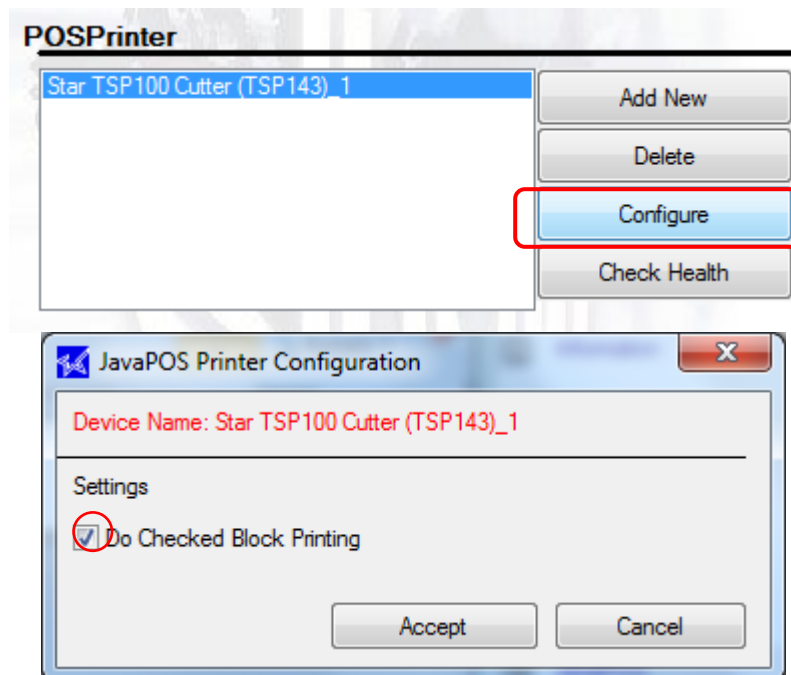 POSPrinter
Star TSP100 Cutter (TSP143)_1
Add New
Delete
Configure
Check Health
JavaPOS Printer Configuration
Device Name: Star TSP100 Cutter (TSP143)_1
Settings
Do Checked Block Printing
Accept
Cancel